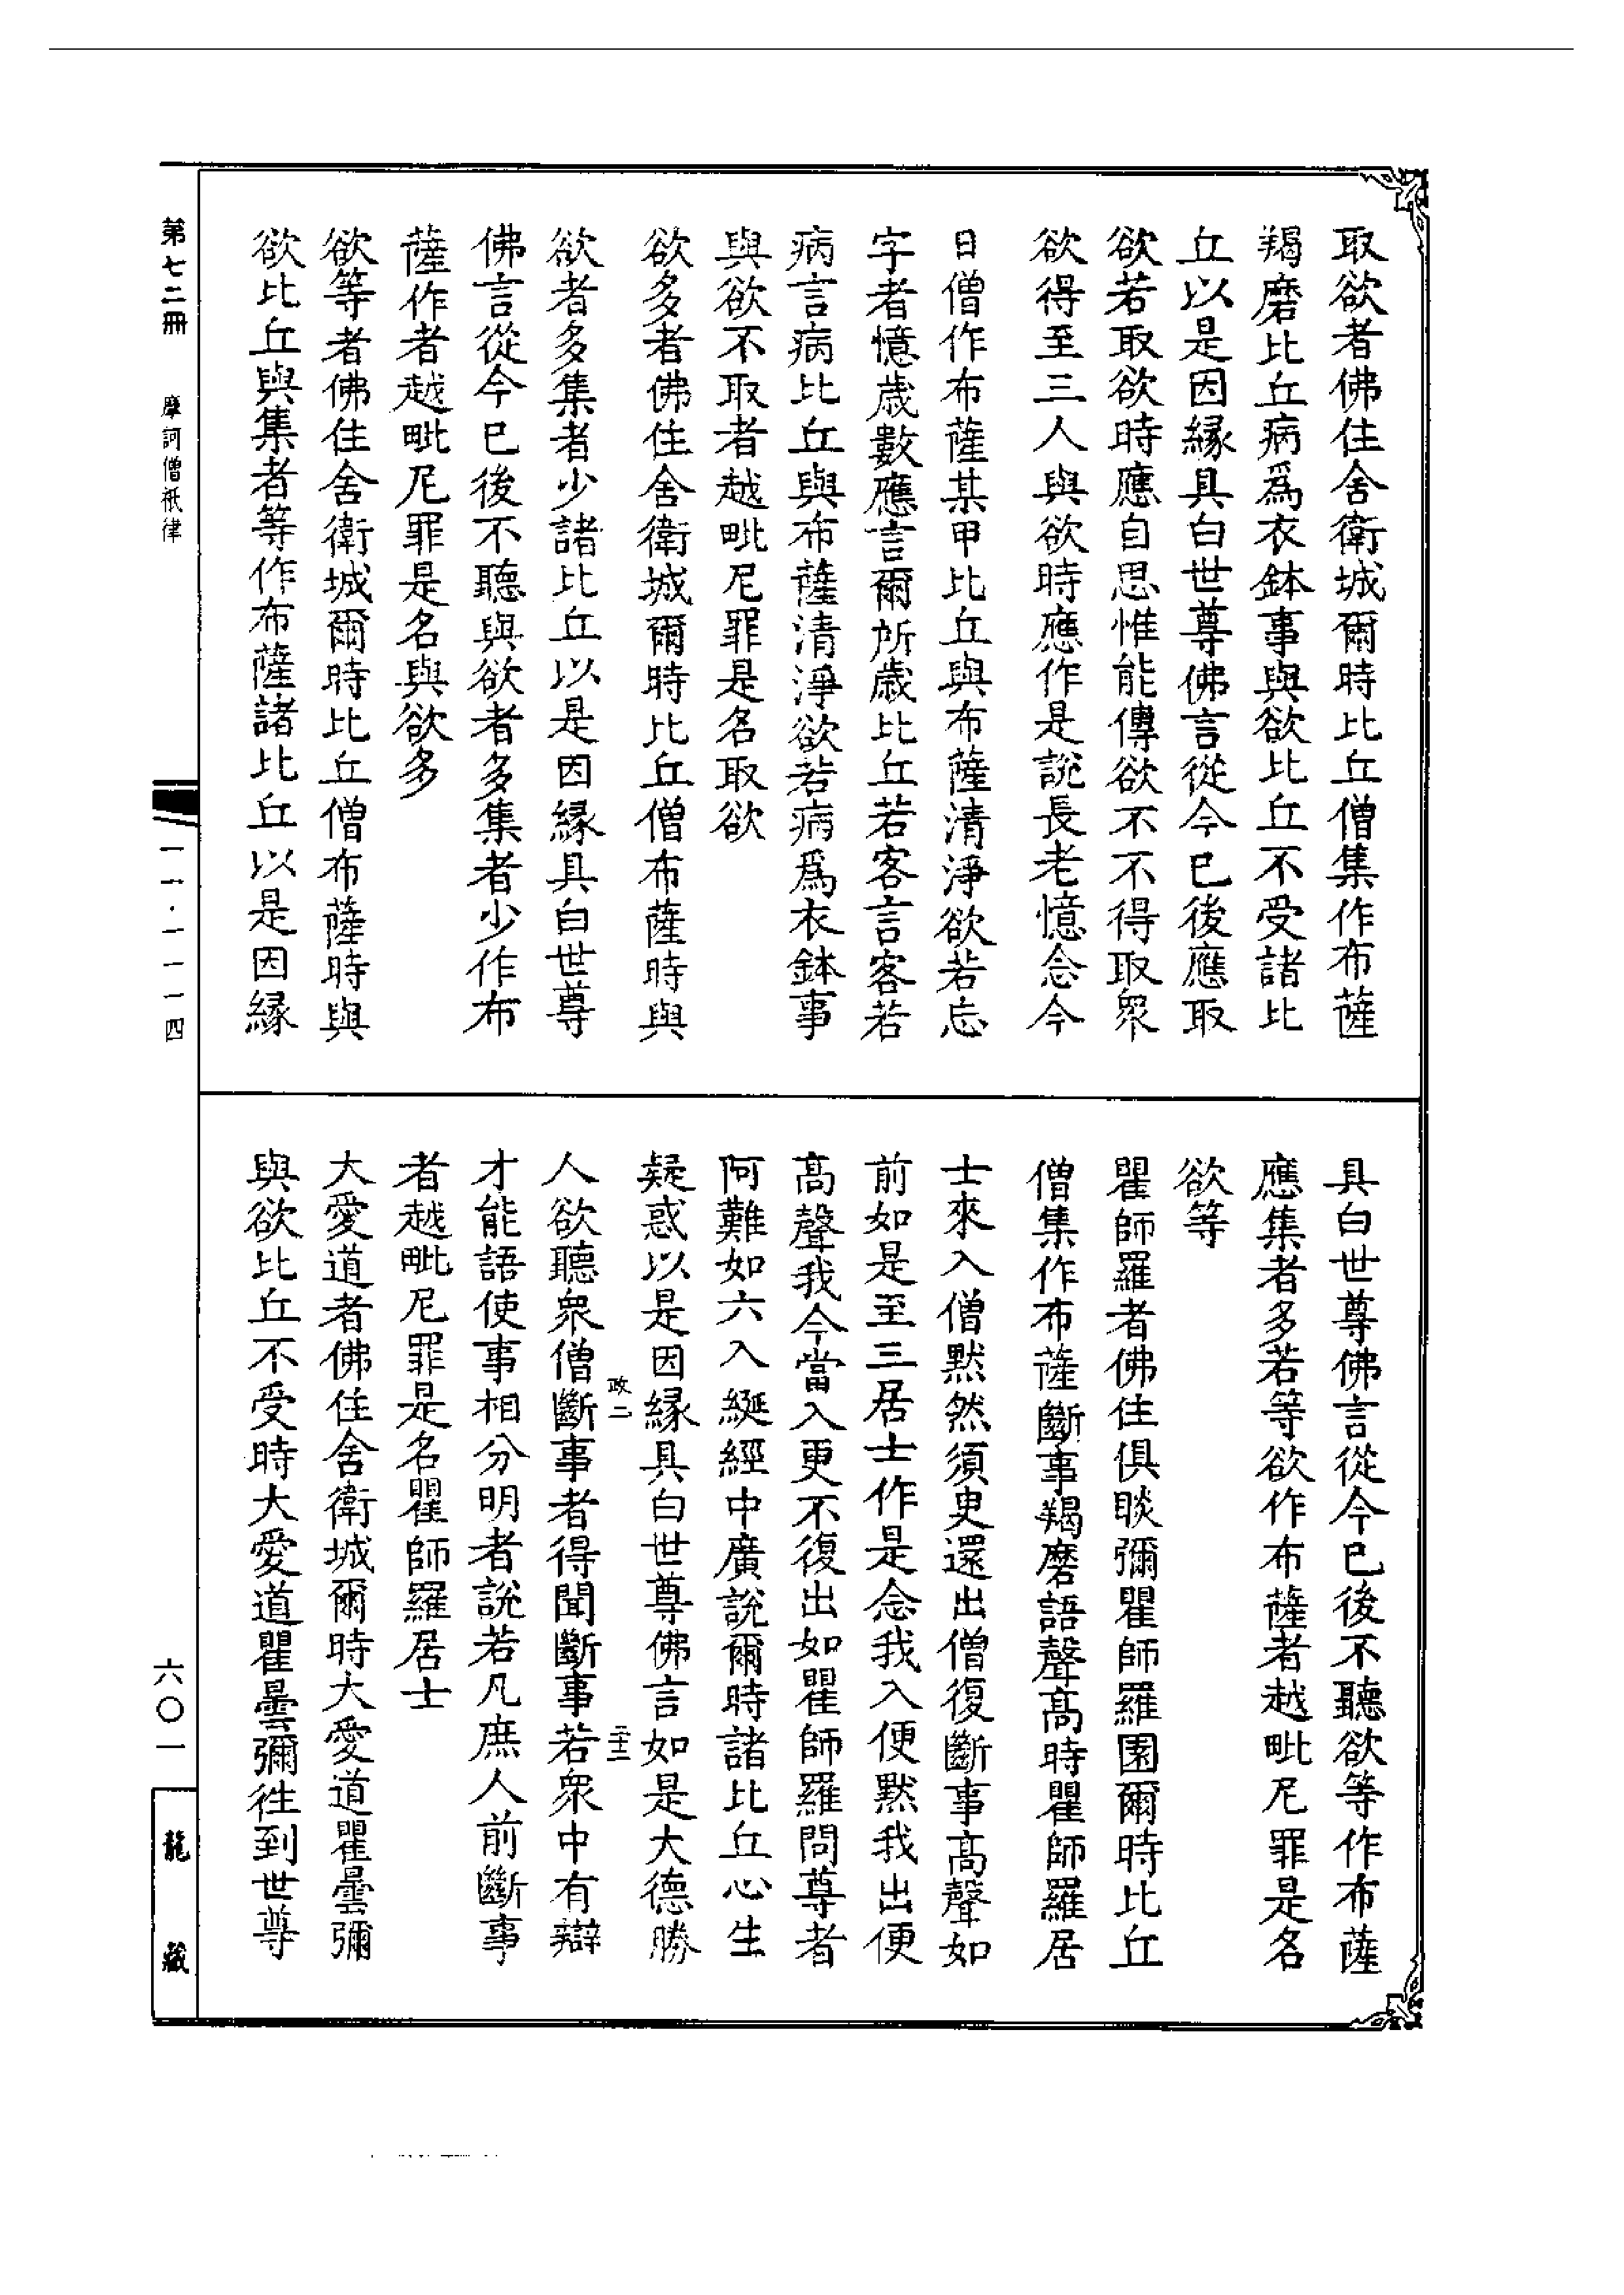 取欲者佛住舍衛城爾時比丘僧集作布薩
羯磨比丘病爲衣鉢事與欲比丘不受諸比
丘以是因緣具白世尊佛言從今已後應取
欲若取欲時應自思惟能傳欲不不得取衆
欲得至三人與欲時應作是說長老憶念今
日僧作布薩某甲比丘與布薩清淨欲若忘
字者憶歲數應言爾所歲比丘若客言客若
病言病比丘與布薩清淨欲若病爲衣鉢事
與欲不取者越毗尼罪是名取欲
欲多者佛住舍衛城爾時比丘僧布薩時與
欲者多集者少諸比丘以是因緣具白世尊
佛言從今已後不聽與欲者多集者少作布
薩作者越毗尼罪是名與欲多
欲等者佛住舍衛城爾時比丘僧布薩時與
欲比丘與集者等作布薩諸比丘以是因緣
具白世尊佛言從今已後不聽欲等作布薩
應集者多若等欲作布薩者越毗尼罪是名
欲等
瞿師羅者佛住俱睒彌瞿師羅園爾時比丘
僧集作布薩斷事羯磨語聲高時瞿師羅居
士來入僧默然須臾還出僧復斷事高聲如
前如是至三居士作是念我入便默我出便
高聲我今當入更不復出如瞿師羅問尊者
阿難如六入綖經中廣說爾時諸比丘心生
疑惑以是因緣具白世尊佛言如是大德勝
政二
二十二
人欲聽衆僧斷事者得聞斷事若衆中有辯
才能語使事相分明者說若凡庶人前斷事
者越毗尼罪是名瞿師羅居士
大愛道者佛住舍衛城爾時大愛道瞿曇彌
與欲比丘不受時大愛道瞿曇彌往到世尊
第七二冊
摩訶僧祇律
一一·一一一四
六〇一
龍藏